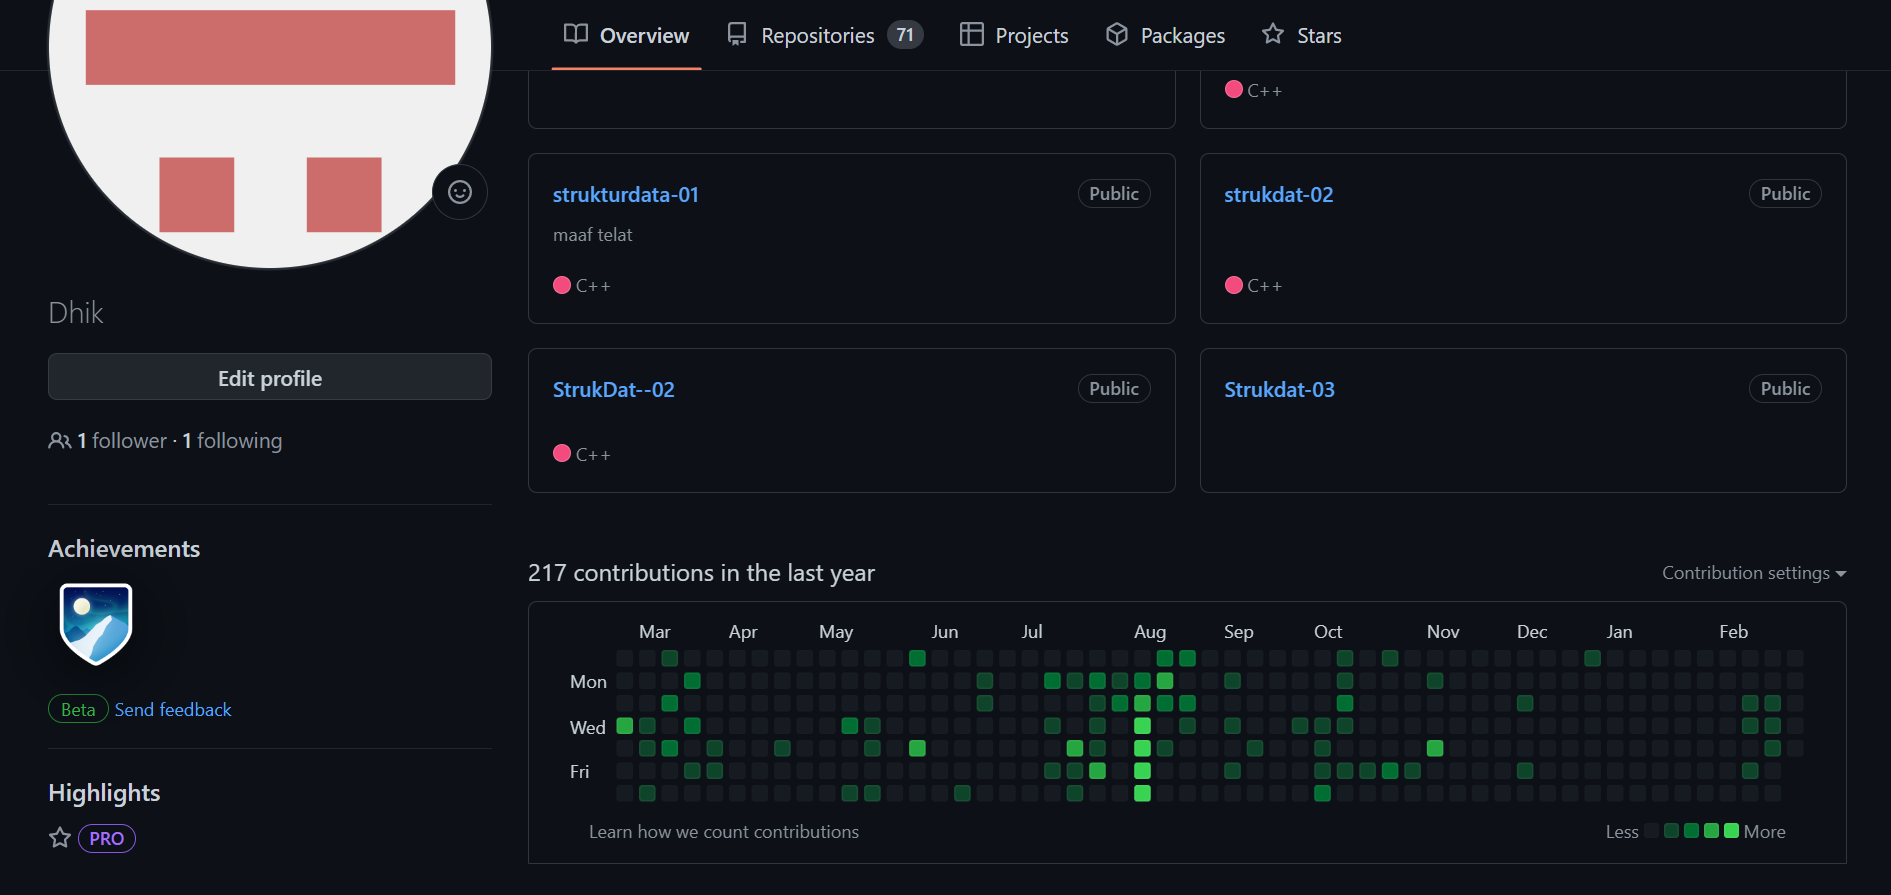 Overview Repositories 71 Projects Packages Stars
C++
strukturdata-01 Public
maaf telat
C++
strukdat-02 Public
C++
StrukDat--02 Public
C++
Strukdat-03 Public
Dhik
Edit profile
1 follower · 1 following
Achievements
Beta Send feedback
Highlights
PRO
217 contributions in the last year
Contribution settings
Mar Apr May Jun Jul Aug Sep Oct Nov Dec Jan Feb
Mon
Wed
Fri
Learn how we count contributions
Less More